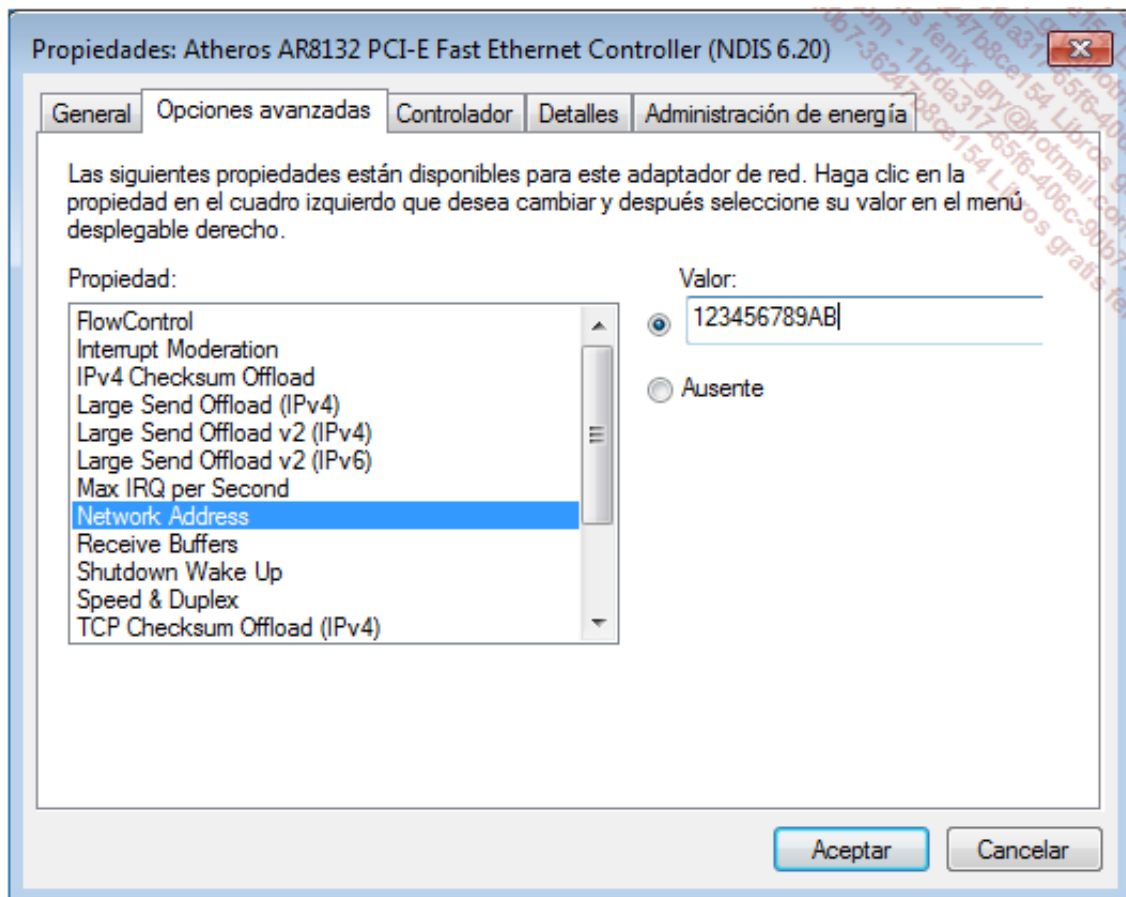 Propiedades: Atheros AR8132 PCI-E Fast Ethernet Controller (NDIS 6.20)
General
Opciones avanzadas
Controlador
Detalles
Administración de energía
Las siguientes propiedades están disponibles para este adaptador de red. Haga clic en la
propiedad en el cuadro izquierdo que desea cambiar y después seleccione su valor en el menú
desplegable derecho.
Propiedad:
FlowControl
Interrupt Moderation
IPv4 Checksum Offload
Large Send Offload (IPv4)
Large Send Offload v2 (IPv4)
Large Send Offload v2 (IPv6)
Max IRQ per Second
Network Address
Receive Buffers
Shutdown Wake Up
Speed & Duplex
TCP Checksum Offload (IPv4)
Valor:
123456789AB
Ausente
Aceptar
Cancelar